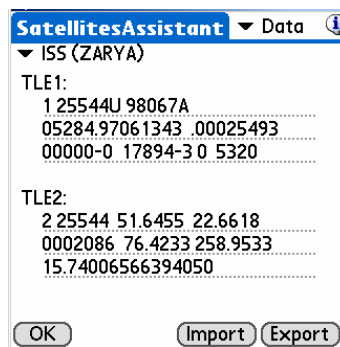 SatellitesAssistant ▼ Data i
▼ ISS (ZARYA)
TLE1:
1 25544U 98067A
05284.97061343 .00025493
00000-0 17894-3 0 5320
TLE2:
2 25544 51.6455 22.6618
0002086 76.4233 258.9533
15.74006566394050
OK Import Export